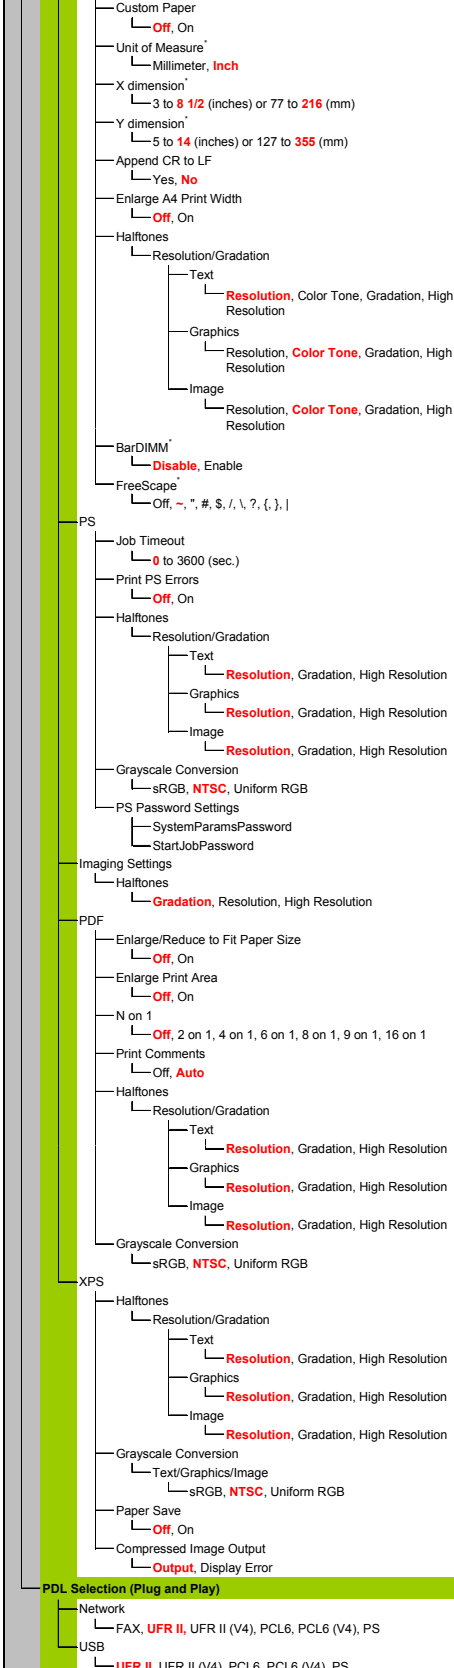 Custom Paper
Off, On
Unit of Measure*
Millimeter, Inch
X dimension*
3 to 8 1/2 (inches) or 77 to 216 (mm)
Y dimension*
5 to 14 (inches) or 127 to 355 (mm)
Append CR to LF
Yes, No
Enlarge A4 Print Width
Off, On
Halftones
Resolution/Gradation
Text
Resolution, Color Tone, Gradation, High
Resolution
Graphics
Resolution, Color Tone, Gradation, High
Resolution
Image
Resolution, Color Tone, Gradation, High
Resolution
BarDIMM*
Disable, Enable
FreeScape*
Off, ~, ", #, $, /, \, ?, {, }, |
PS
Job Timeout
0 to 3600 (sec.)
Print PS Errors
Off, On
Halftones
Resolution/Gradation
Text
Resolution, Gradation, High Resolution
Graphics
Resolution, Gradation, High Resolution
Image
Resolution, Gradation, High Resolution
Grayscale Conversion
sRGB, NTSC, Uniform RGB
PS Password Settings
SystemParamsPassword
StartJobPassword
Imaging Settings
Halftones
Gradation, Resolution, High Resolution
PDF
Enlarge/Reduce to Fit Paper Size
Off, On
Enlarge Print Area
Off, On
N on 1
Off, 2 on 1, 4 on 1, 6 on 1, 8 on 1, 9 on 1, 16 on 1
Print Comments
Off, Auto
Halftones
Resolution/Gradation
Text
Resolution, Gradation, High Resolution
Graphics
Resolution, Gradation, High Resolution
Image
Resolution, Gradation, High Resolution
Grayscale Conversion
sRGB, NTSC, Uniform RGB
XPS
Halftones
Resolution/Gradation
Text
Resolution, Gradation, High Resolution
Graphics
Resolution, Gradation, High Resolution
Image
Resolution, Gradation, High Resolution
Grayscale Conversion
Text/Graphics/Image
sRGB, NTSC, Uniform RGB
Paper Save
Off, On
Compressed Image Output
Output, Display Error
PDL Selection (Plug and Play)
Network
FAX, UFR II, UFR II (V4), PCL6, PCL6 (V4), PS
USB
UFR II, UFR II (V4), PCL6, PCL6 (V4), PS